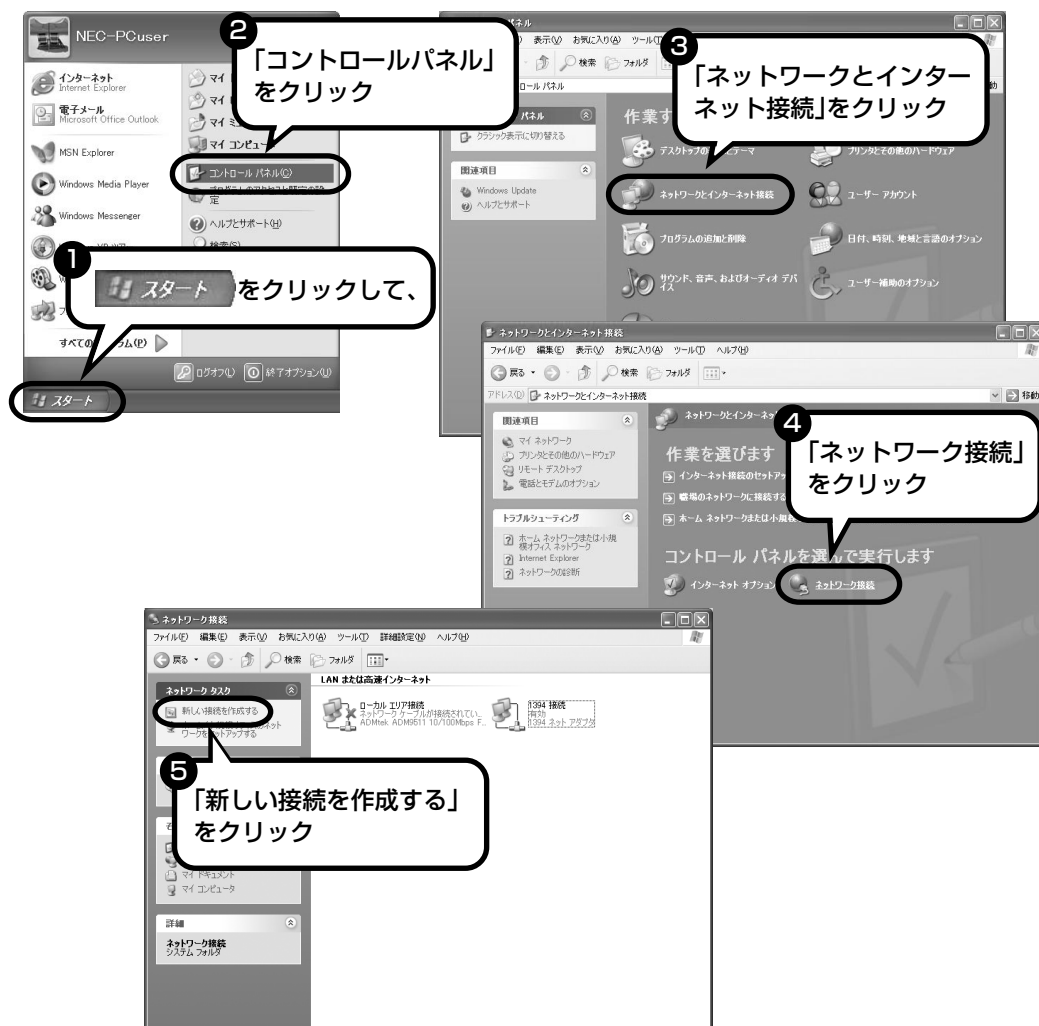 NEC-PCuser
インターネット
Internet Explorer
電子メール
Microsoft Office Outlook
MSN Explorer
Windows Media Player
Windows Messenger
マイ コンピュータ
コントロール パネル(C)
定
ヘルプとサポート(H)
検索(S)
ログオフ(L)
終了オプション(U)
スタート
1
スタート をクリックして、
2
「コントロールパネル」
をクリック
表示(V) お気に入り(A)
検索 フォルダ
クラシック表示に切り替える
関連項目
Windows Update
ヘルプとサポート
デスクトップの
プリンタとその他のハードウェア
ネットワークとインターネット接続
ユーザー アカウント
プログラムの追加と削除
日付、時刻、地域と言語のオプション
サウンド、音声、およびオーディオ デバ
イス
ユーザー補助のオプション
3
「ネットワークとインター
ネット接続」をクリック
ネットワークとインターネット接続
ファイル(F) 編集(E) 表示(V) お気に入り(A) ツール(T) ヘルプ(H)
戻る 検索 フォルダ
アドレス(D) ネットワークとインターネット接続 移動
関連項目
マイ ネットワーク
プリンタとその他のハードウェア
リモート デスクトップ
電話とモデムのオプション
トラブルシューティング
ホーム ネットワークまたは小規
模オフィス ネットワーク
Internet Explorer
ネットワークの診断
作業を選びます
インターネット接続のセットアッ
職場のネットワークに接続する
ホーム ネットワークまたは小規
コントロール パネルを選んで実行します
インターネット オプション ネットワーク接続
4
「ネットワーク接続」
をクリック
ネットワーク接続
ファイル(F) 編集(E) 表示(V) お気に入り(A) ツール(T) 詳細設定(N) ヘルプ(H)
戻る 検索 フォルダ
ネットワーク タスク
新しい接続を作成する
ワークをセットアップする
マイ ドキュメント
マイ コンピュータ
詳細
ネットワーク接続
システム フォルダ
LAN または高速インターネット
ローカル エリア接続
ネットワーク ケーブルが接続されてい...
ADMtek ADM9511 10/100Mbps F...
1394 接続
有効
1394 ネット アダプタ
5
「新しい接続を作成する」
をクリック